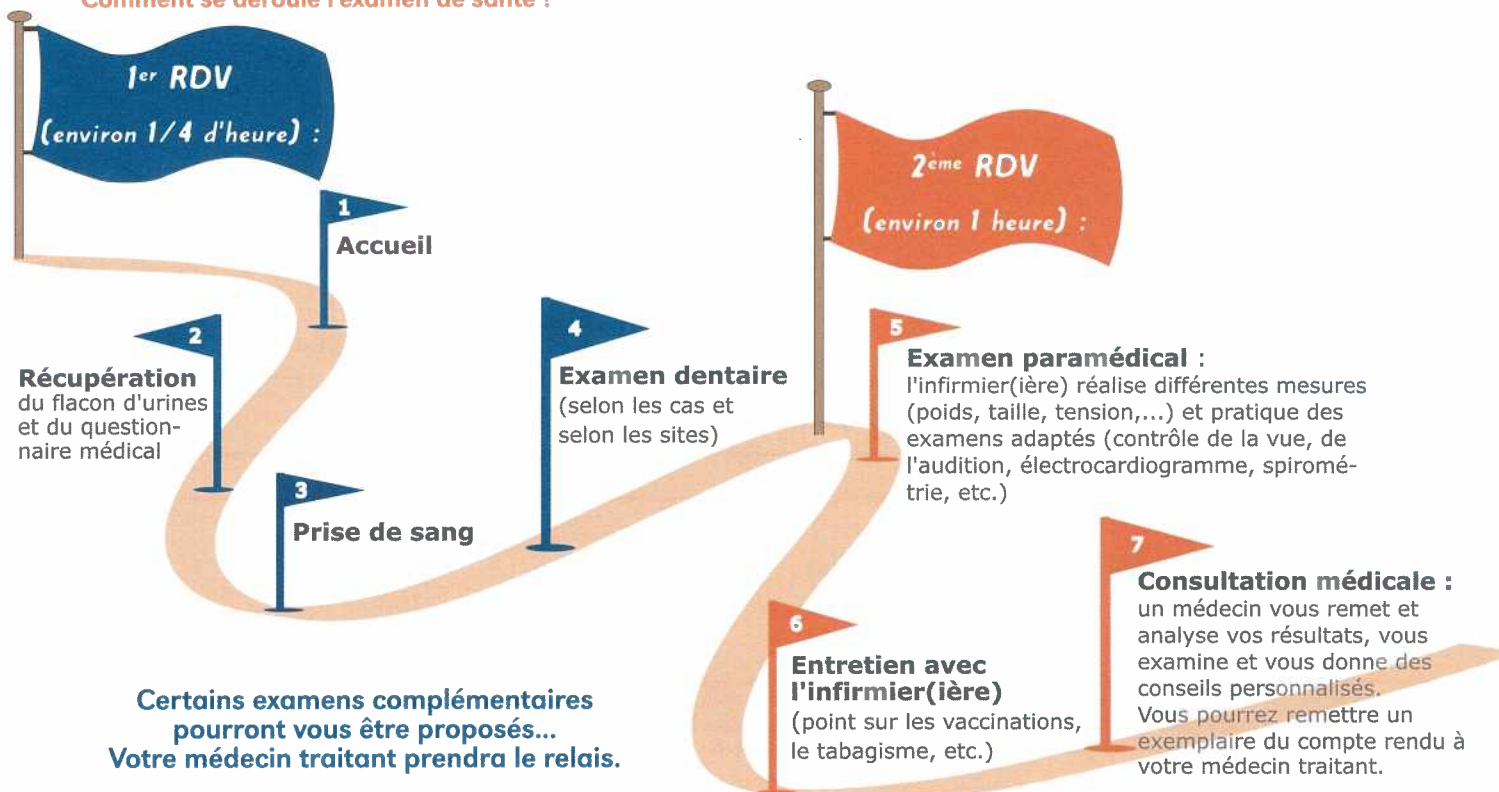 Comment se déroule l'examen de santé ?
1er RDV
(environ 1/4 d'heure) :
1
Accueil
2
Récupération
du flacon d'urines
et du question-
naire médical
3
Prise de sang
4
Examen dentaire
(selon les cas et
selon les sites)
2ème RDV
(environ 1 heure) :
5
Examen paramédical :
l'infirmier(ière) réalise différentes mesures
(poids, taille, tension,...) et pratique des
examens adaptés (contrôle de la vue, de
l'audition, électrocardiogramme, spiromé-
trie, etc.)
6
Entretien avec
l'infirmier(ière)
(point sur les vaccinations,
le tabagisme, etc.)
7
Consultation médicale :
un médecin vous remet et
analyse vos résultats, vous
examine et vous donne des
conseils personnalisés.
Vous pourrez remettre un
exemplaire du compte rendu à
votre médecin traitant.
Certains examens complémentaires
pourront vous être proposés...
Votre médecin traitant prendra le relais.